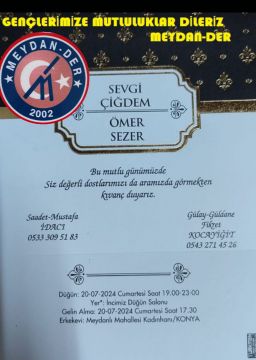 GENÇLERİMİZE MUTLULUKLAR DİLERİZ
MEYDAN-DER
MEYDAN-DER
2002
SEVGİ
ÇİĞDEM
ÖMER
SEZER
Bu mutlu günümüzde
Siz değerli dostlarımızı da aramızda görmekten
kıvanç duyarız.
Saadet-Mustafa
İDACI
0533 309 51 83
Gülay-Güldane
Fikret
KOCAYİĞİT
0543 271 45 26
Düğün: 20-07-2024 Cumartesi Saat 19.00-23:00
Yer": İncimiz Düğün Salonu
Gelin Alma: 20-07-2024 Cumartesi Saat 17.30
Erkekevi: Meydanlı Mahallesi Kadınhanı/KONYA